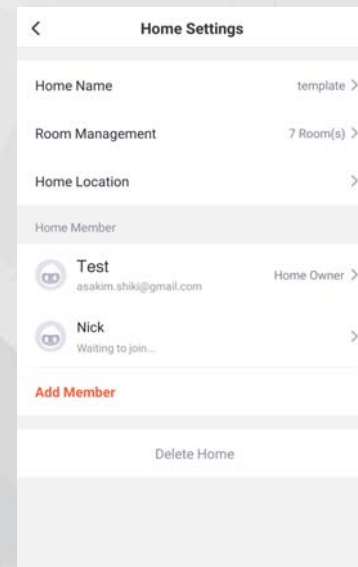 Home Settings
Home Name
template
Room Management
7 Room(s)
Home Location
Home Member
Test
asakim.shiki@gmail.com
Home Owner
Nick
Waiting to join...
Add Member
Delete Home